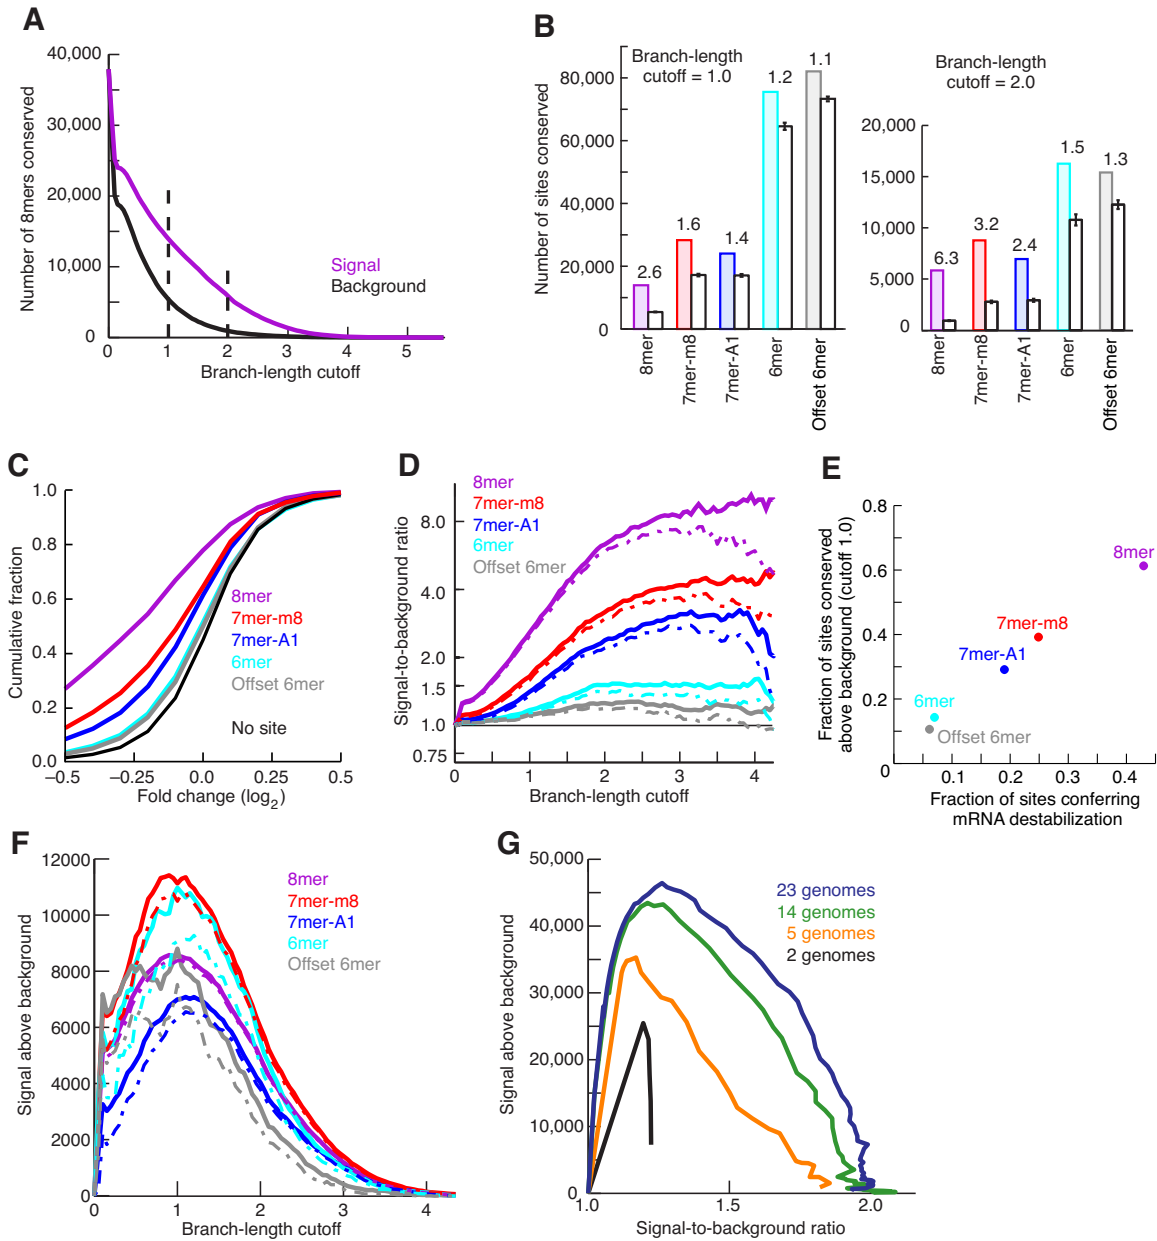 A
40,000
30,000
20,000
10,000
0
Number of 8mers conserved
Signal
Background
0 1 2 3 4 5
Branch-length cutoff
B
Branch-length
cutoff = 1.0
80,000
60,000
40,000
20,000
0
Number of sites conserved
2.6 1.6 1.4 1.2 1.1
8mer
7mer-m8
7mer-A1
6mer
Offset 6mer
Branch-length
cutoff = 2.0
20,000
15,000
10,000
5,000
0
6.3 3.2 2.4 1.5 1.3
8mer
7mer-m8
7mer-A1
6mer
Offset 6mer
C
1.0
0.8
0.6
0.4
0.2
0.0
Cumulative fraction
8mer
7mer-m8
7mer-A1
6mer
Offset 6mer
No site
−0.5 −0.25 0.0 0.25 0.5
Fold change (log2)
D
8mer
7mer-m8
7mer-A1
6mer
Offset 6mer
8.0
4.0
2.0
1.5
1.0
0.75
Signal-to-background ratio
0 1 2 3 4
Branch-length cutoff
E
0.8
0.6
0.4
0.2
0
Fraction of sites conserved
above background (cutoff 1.0)
8mer
7mer-m8
7mer-A1
6mer
Offset 6mer
0.1 0.2 0.3 0.4
Fraction of sites conferring
mRNA destabilization
F
12000
10000
8000
6000
4000
2000
0
Signal above background
8mer
7mer-m8
7mer-A1
6mer
Offset 6mer
0 1 2 3 4
Branch-length cutoff
G
50,000
40,000
30,000
20,000
10,000
0
Signal above background
23 genomes
14 genomes
5 genomes
2 genomes
1.0 1.5 2.0
Signal-to-background ratio